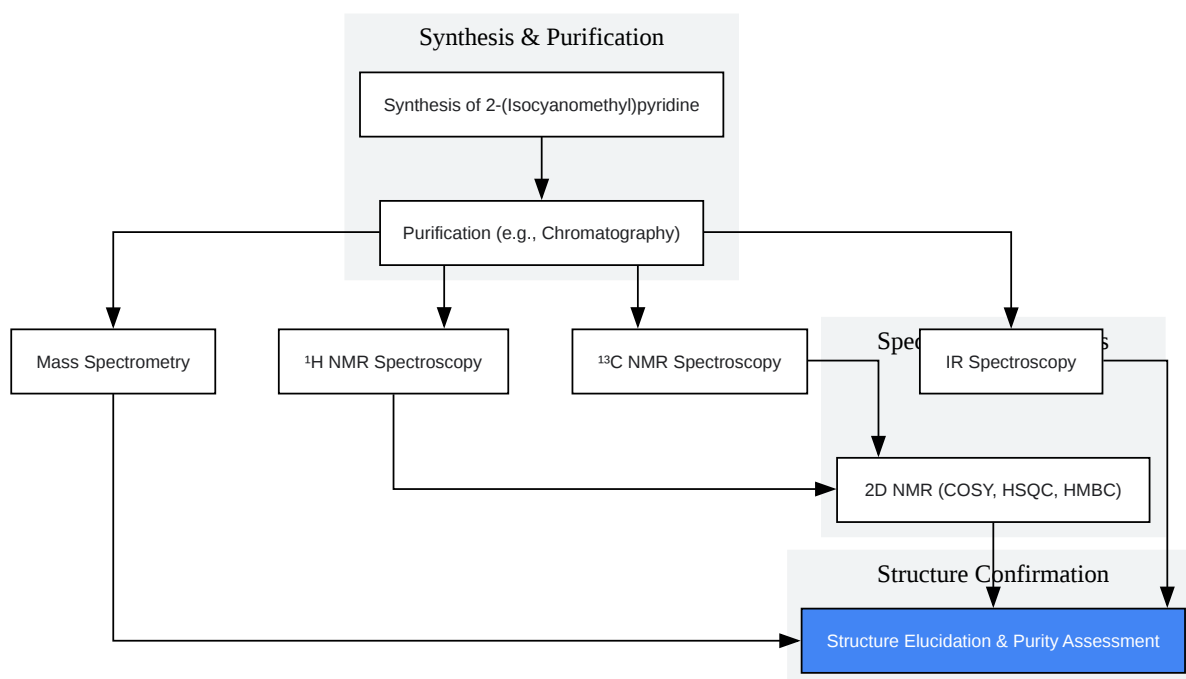 Synthesis & Purification
Synthesis of 2-(Isocyanomethyl)pyridine
Purification (e.g., Chromatography)
Mass Spectrometry
¹H NMR Spectroscopy
¹³C NMR Spectroscopy
IR Spectroscopy
2D NMR (COSY, HSQC, HMBC)
Structure Confirmation
Structure Elucidation & Purity Assessment